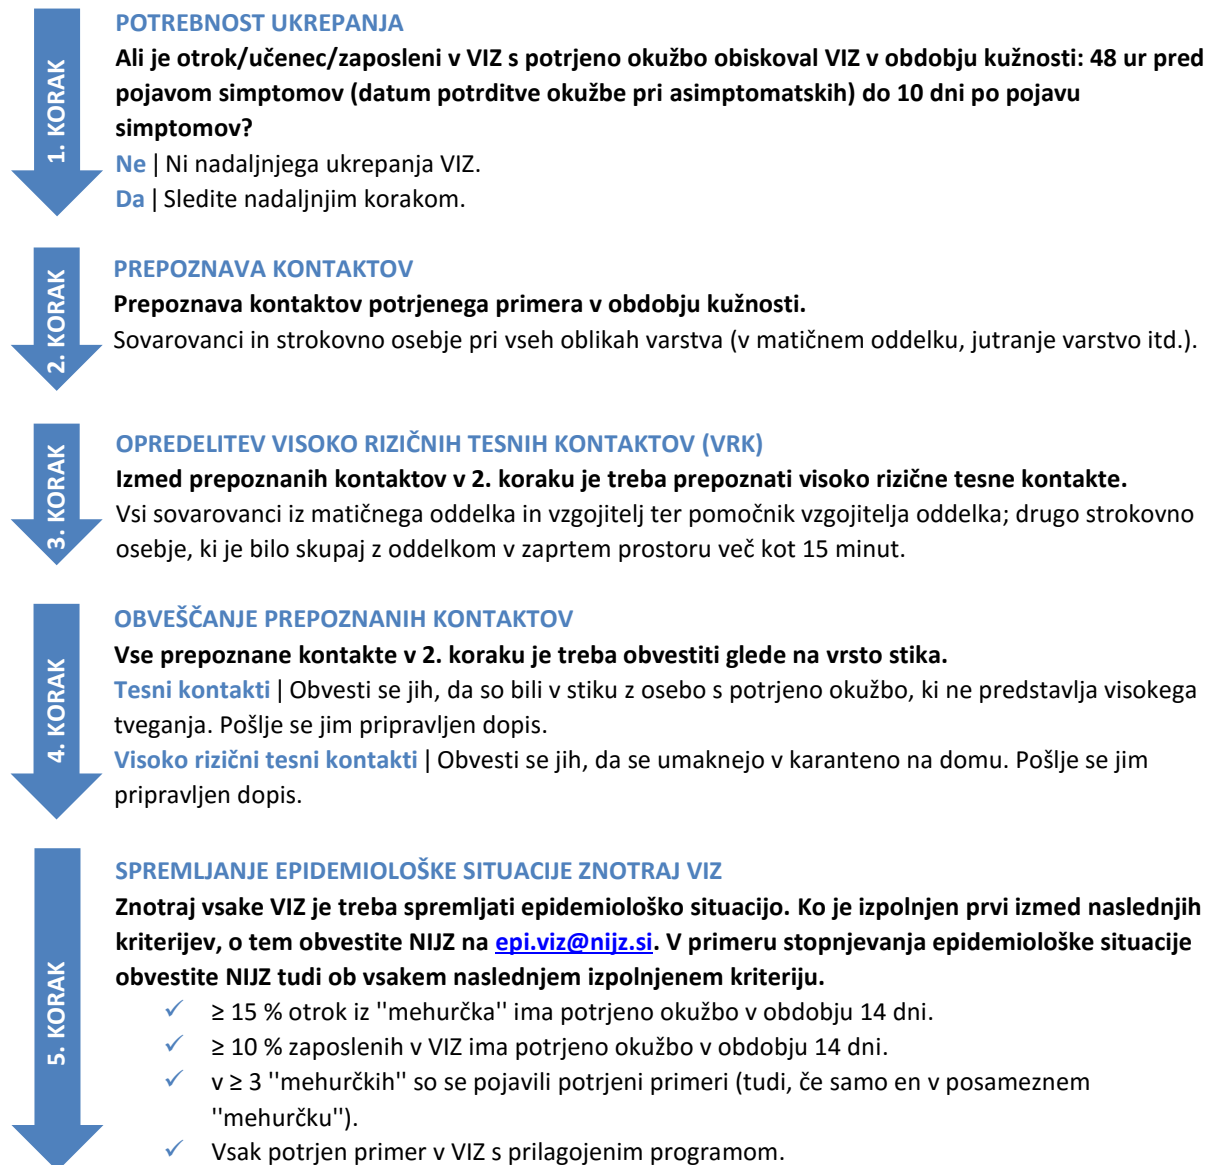 1. KORAK
POTREBNOST UKREPANJA
Ali je otrok/učenec/zaposleni v VIZ s potrjeno okužbo obiskoval VIZ v obdobju kužnosti: 48 ur pred
pojavom simptomov (datum potrditve okužbe pri asimptomatskih) do 10 dni po pojavu
simptomov?
Ne | Ni nadaljnjega ukrepanja VIZ.
Da | Sledite nadaljnjim korakom.
2. KORAK
PREPOZNAVA KONTAKTOV
Prepoznava kontaktov potrjenega primera v obdobju kužnosti.
Sovarovanci in strokovno osebje pri vseh oblikah varstva (v matičnem oddelku, jutranje varstvo itd.).
3. KORAK
OPREDELITEV VISOKO RIZIČNIH TESNIH KONTAKTOV (VRK)
Izmed prepoznanih kontaktov v 2. koraku je treba prepoznati visoko rizične tesne kontakte.
Vsi sovarovanci iz matičnega oddelka in vzgojitelj ter pomočnik vzgojitelja oddelka; drugo strokovno
osebje, ki je bilo skupaj z oddelkom v zaprtem prostoru več kot 15 minut.
4. KORAK
OBVEŠČANJE PREPOZNANIH KONTAKTOV
Vse prepoznane kontakte v 2. koraku je treba obvestiti glede na vrsto stika.
Tesni kontakti | Obvesti se jih, da so bili v stiku z osebo s potrjeno okužbo, ki ne predstavlja visokega
tveganja. Pošlje se jim pripravljen dopis.
Visoko rizični tesni kontakti | Obvesti se jih, da se umaknejo v karanteno na domu. Pošlje se jim
pripravljen dopis.
5. KORAK
SPREMLJANJE EPIDEMIOLOŠKE SITUACIJE ZNOTRAJ VIZ
Znotraj vsake VIZ je treba spremljati epidemiološko situacijo. Ko je izpolnjen prvi izmed naslednjih
kriterijev, o tem obvestite NIJZ na epi.viz@nijz.si. V primeru stopnjevanja epidemiološke situacije
obvestite NIJZ tudi ob vsakem naslednjem izpolnjenem kriteriju.
✓ ≥ 15 % otrok iz ''mehurčka'' ima potrjeno okužbo v obdobju 14 dni.
✓ ≥ 10 % zaposlenih v VIZ ima potrjeno okužbo v obdobju 14 dni.
✓ v ≥ 3 ''mehurčkih'' so se pojavili potrjeni primeri (tudi, če samo en v posameznem
''mehurčku'').
✓ Vsak potrjen primer v VIZ s prilagojenim programom.